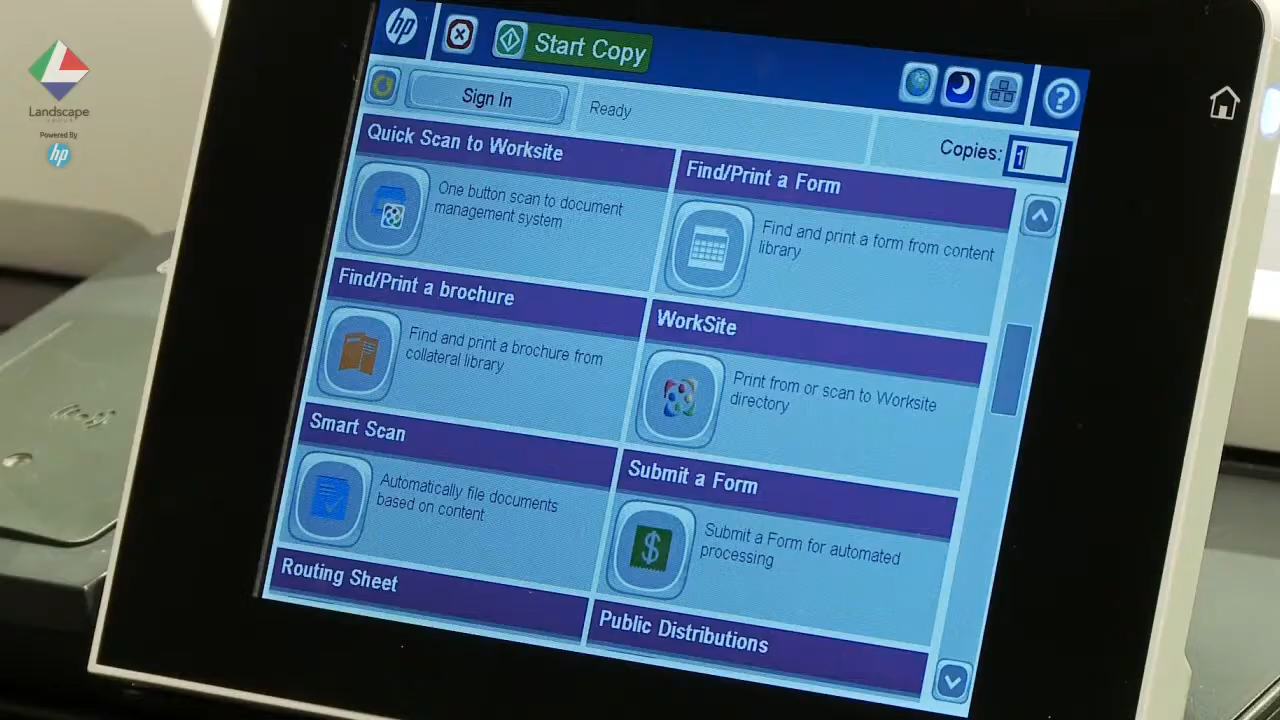 Landscape
Powered By
hp
hp
Start Copy
?
Sign In
Ready
Copies: 1
Quick Scan to Worksite
One button scan to document
management system
Find/Print a Form
Find and print a form from content
library
Find/Print a brochure
Find and print a brochure from
collateral library
WorkSite
Print from or scan to Worksite
directory
Smart Scan
Automatically file documents
based on content
Submit a Form
$
Submit a Form for automated
processing
Routing Sheet
Public Distributions